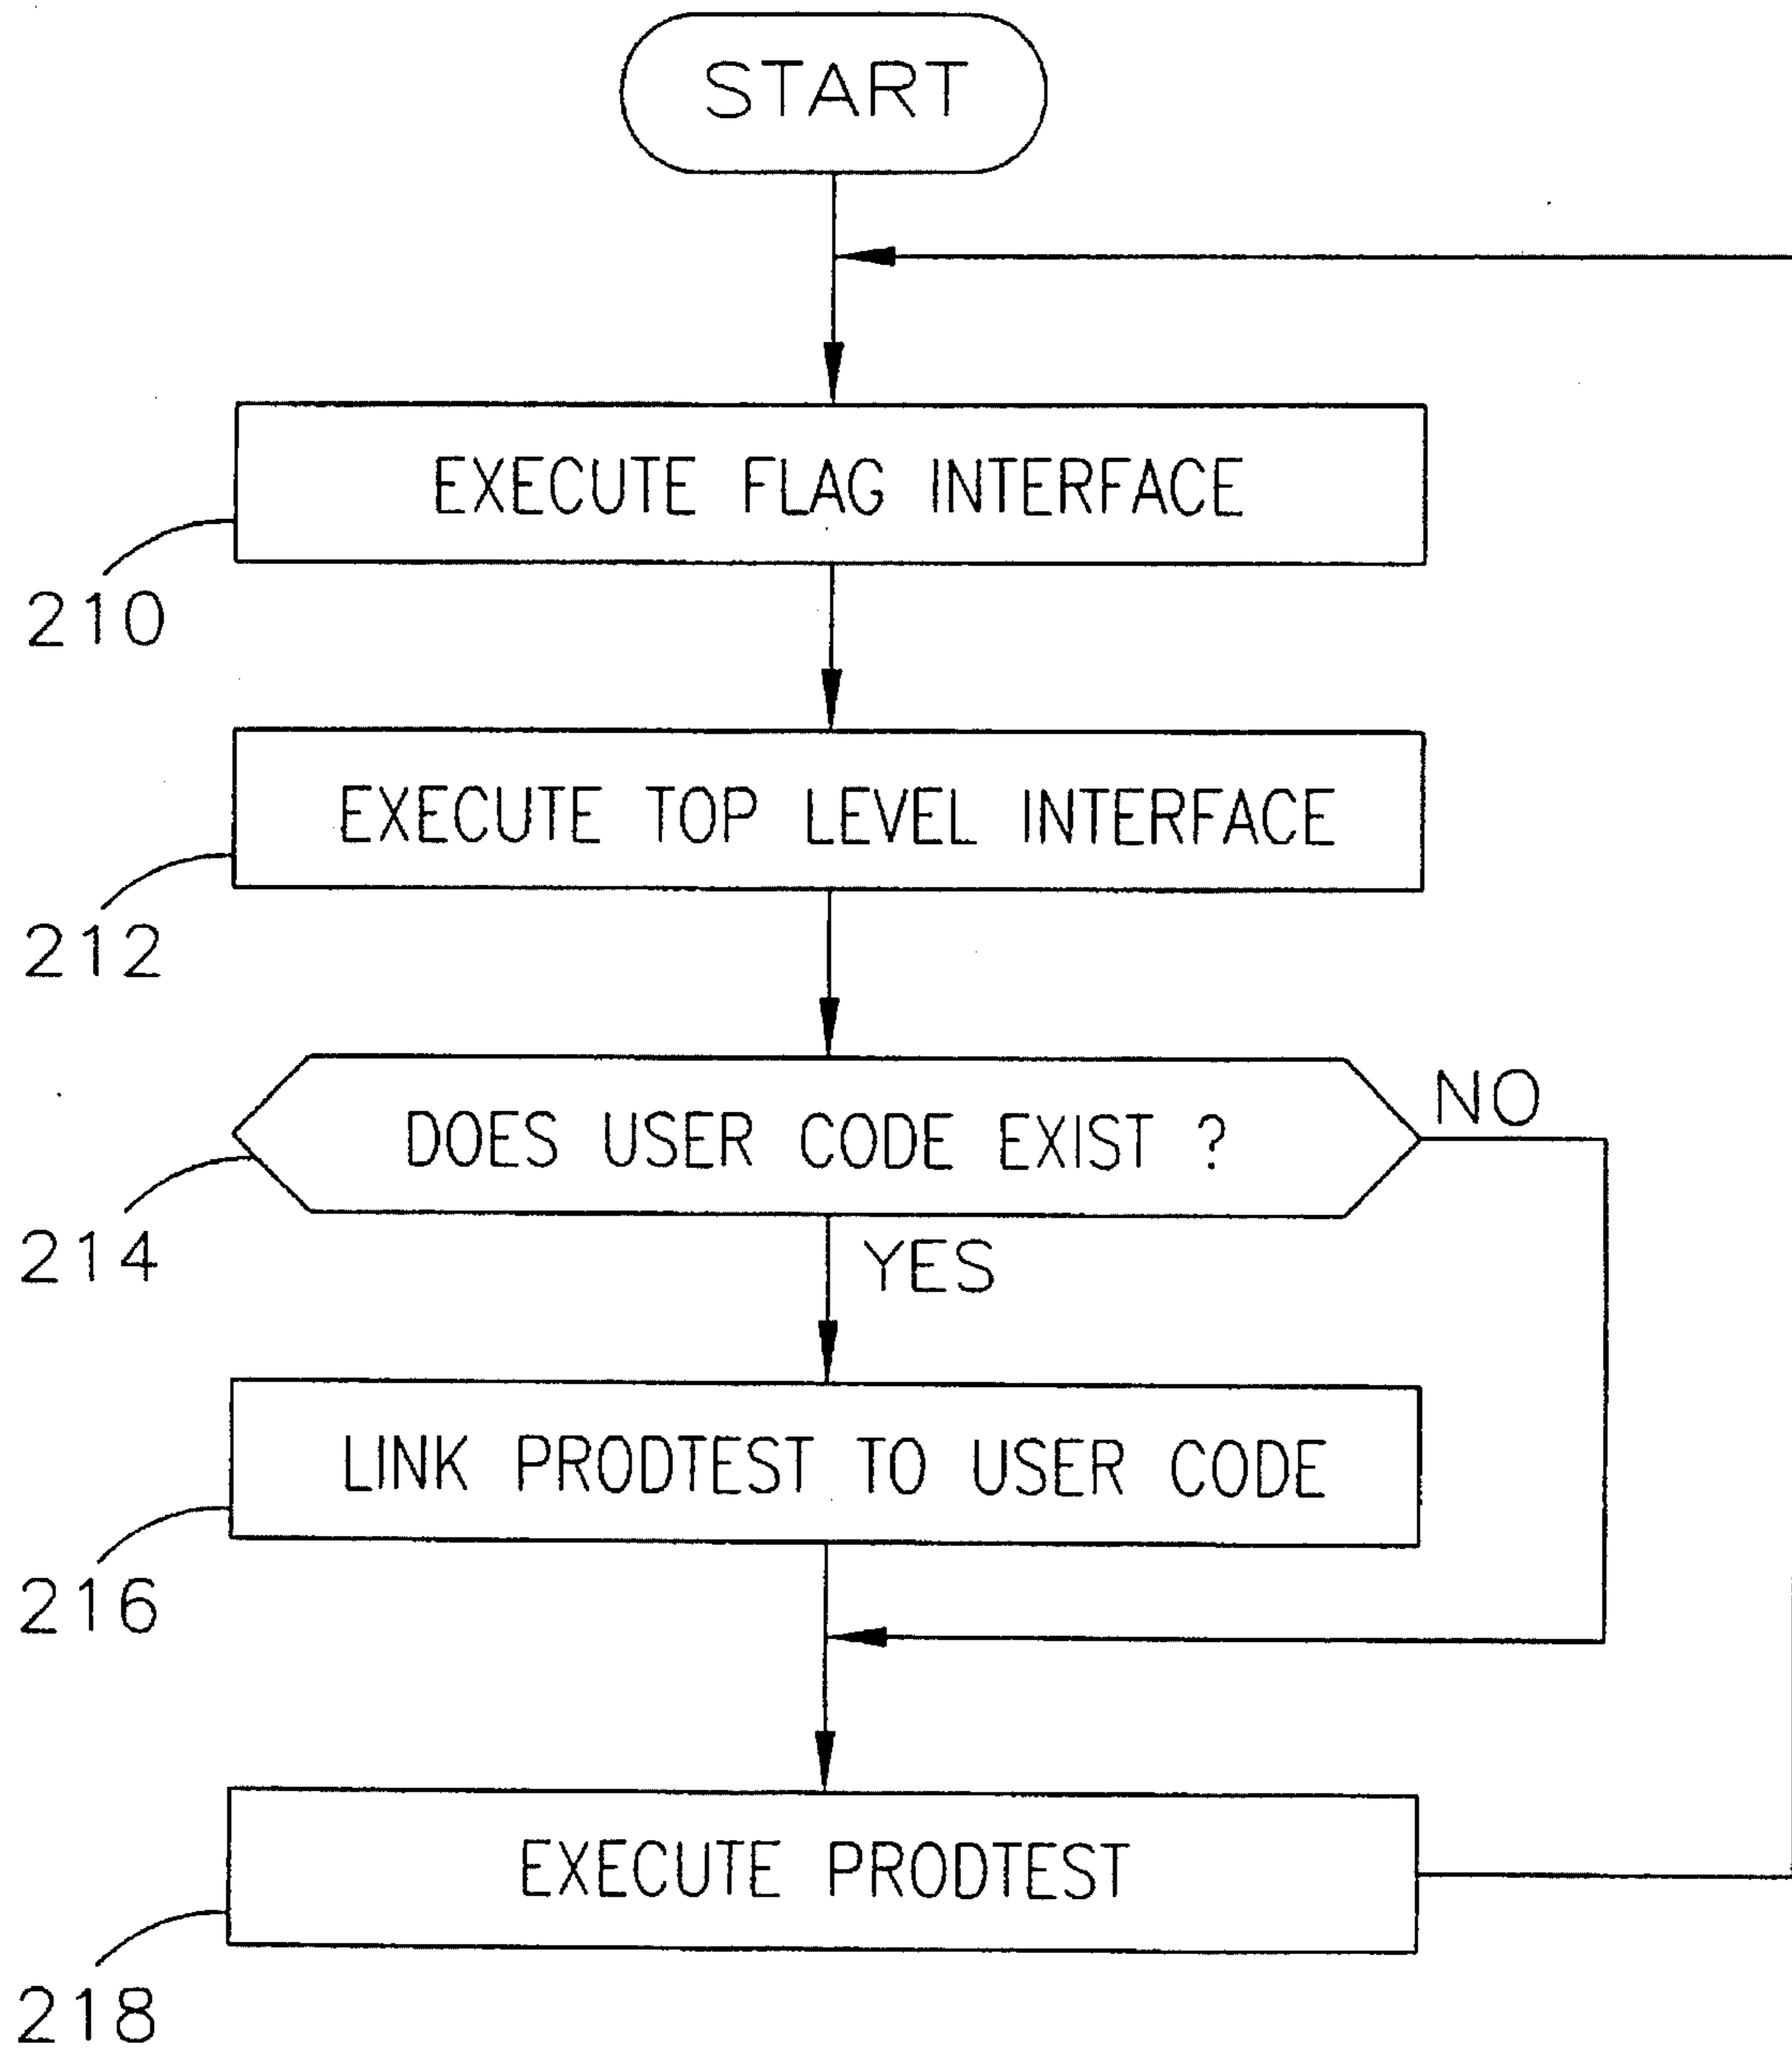 START
EXECUTE FLAG INTERFACE
210
EXECUTE TOP LEVEL INTERFACE
212
DOES USER CODE EXIST ?
NO
214
YES
LINK PRODTEST TO USER CODE
216
EXECUTE PRODTEST
218